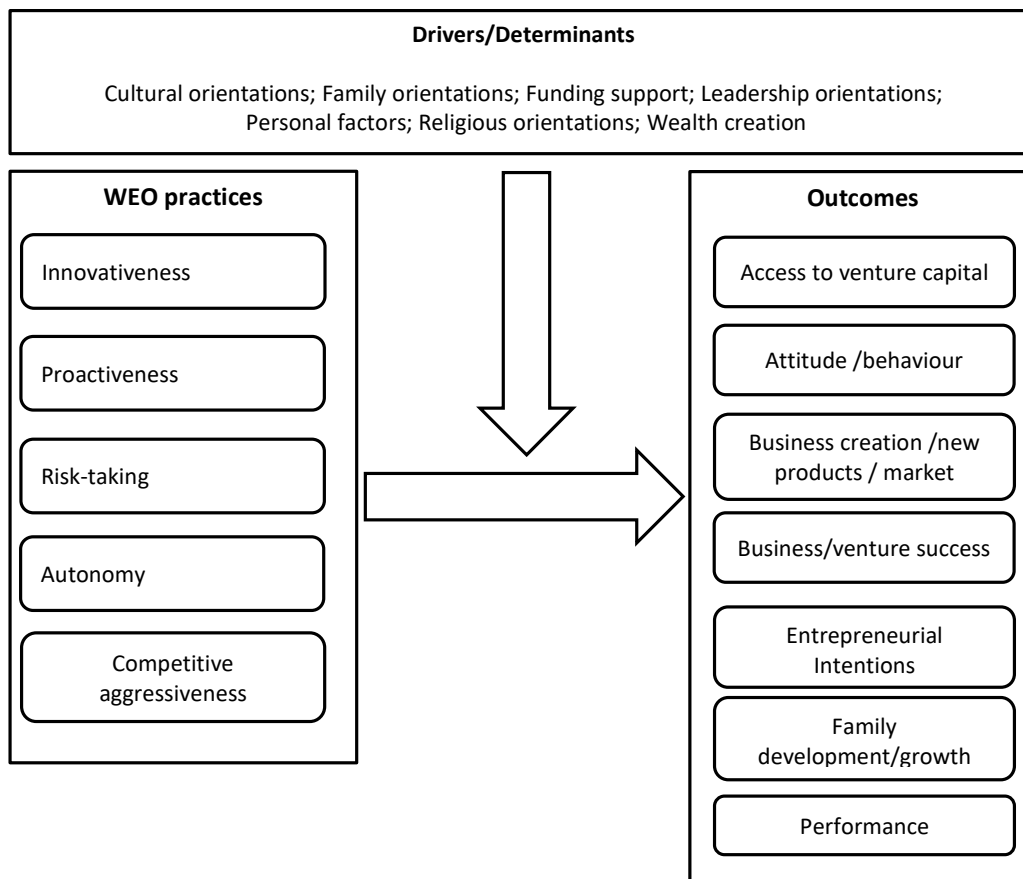 Drivers/Determinants
Cultural orientations; Family orientations; Funding support; Leadership orientations;
Personal factors; Religious orientations; Wealth creation
WEO practices
Innovativeness
Proactiveness
Risk-taking
Autonomy
Competitive
aggressiveness
Outcomes
Access to venture capital
Attitude /behaviour
Business creation /new
products / market
Business/venture success
Entrepreneurial
Intentions
Family
development/growth
Performance